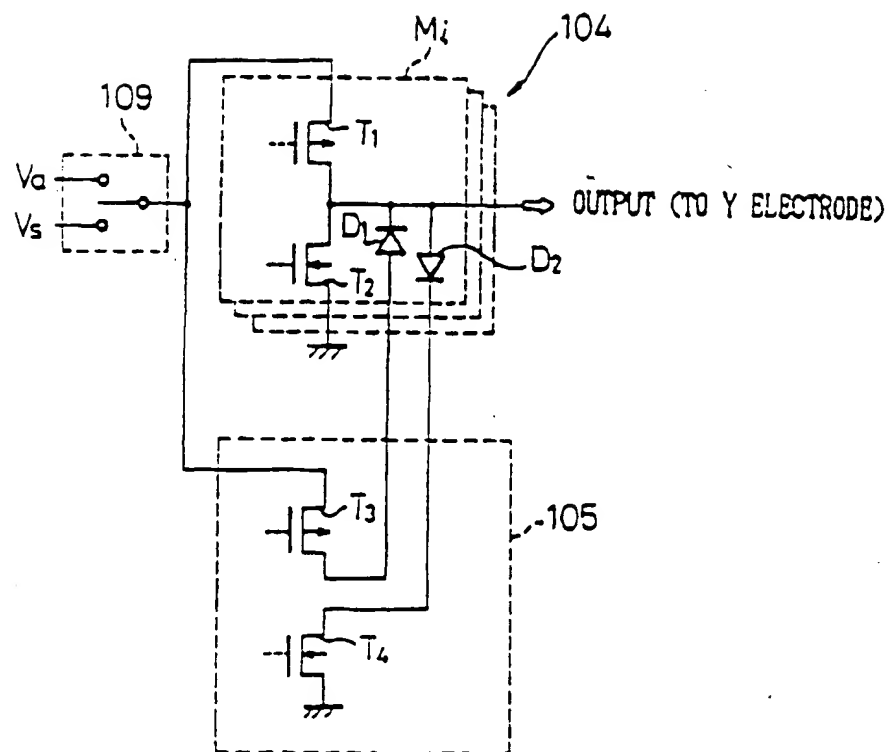 Mi
104
109
T1
Va
OUTPUT (TO Y ELECTRODE)
Vs
D1
D2
T2
T3
105
T4